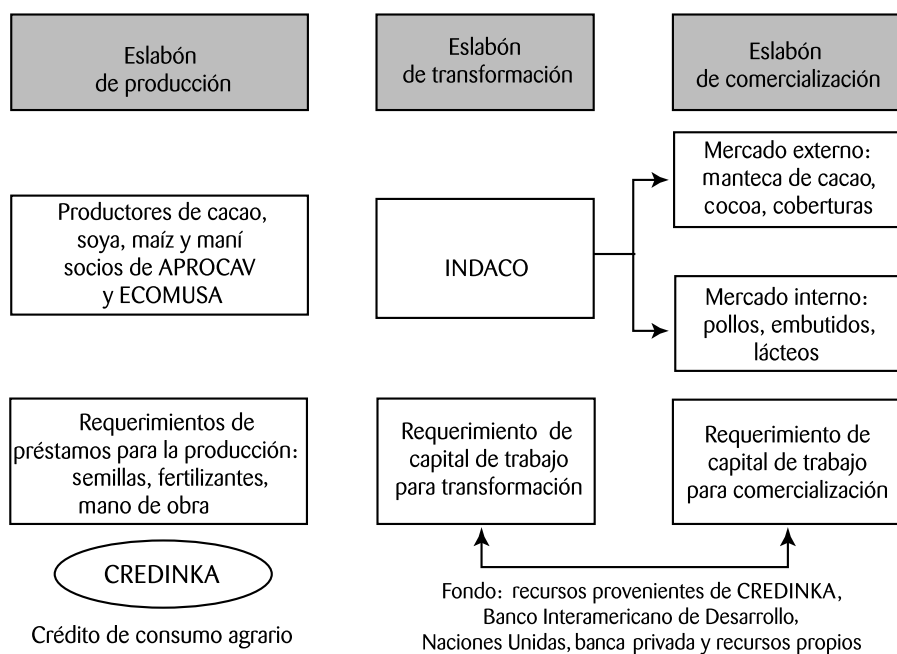 Eslabón
de producción
Eslabón
de transformación
Eslabón
de comercialización
Productores de cacao,
soya, maíz y maní
socios de APROCAV
y ECOMUSA
INDACO
Mercado externo:
manteca de cacao,
cocoa, coberturas
Mercado interno:
pollos, embutidos,
lácteos
Requerimientos de
préstamos para la producción:
semillas, fertilizantes,
mano de obra
Requerimiento de
capital de trabajo
para transformación
Requerimiento de
capital de trabajo
para comercialización
CREDINKA
Crédito de consumo agrario
Fondo: recursos provenientes de CREDINKA,
Banco Interamericano de Desarrollo,
Naciones Unidas, banca privada y recursos propios